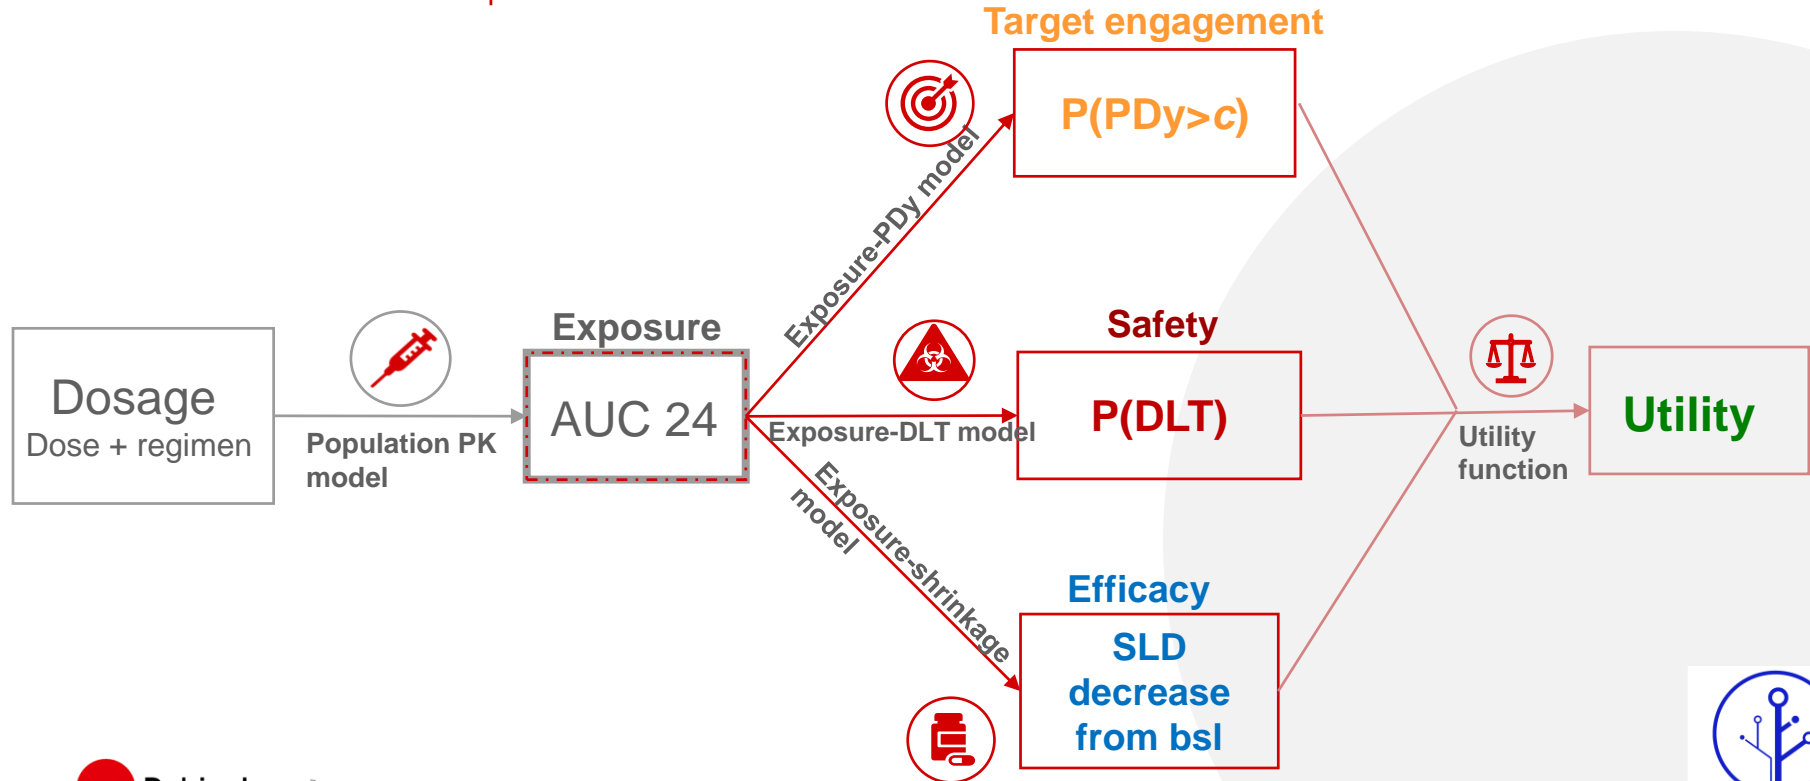 Target engagement
P(PDy>c)
Exposure-PDy model
Exposure
Safety
Dosage
Dose + regimen
Population PK
model
AUC 24
Exposure-DLT model
P(DLT)
Utility
function
Utility
Exposure-shrinkage
model
Efficacy
SLD
decrease
from bsl